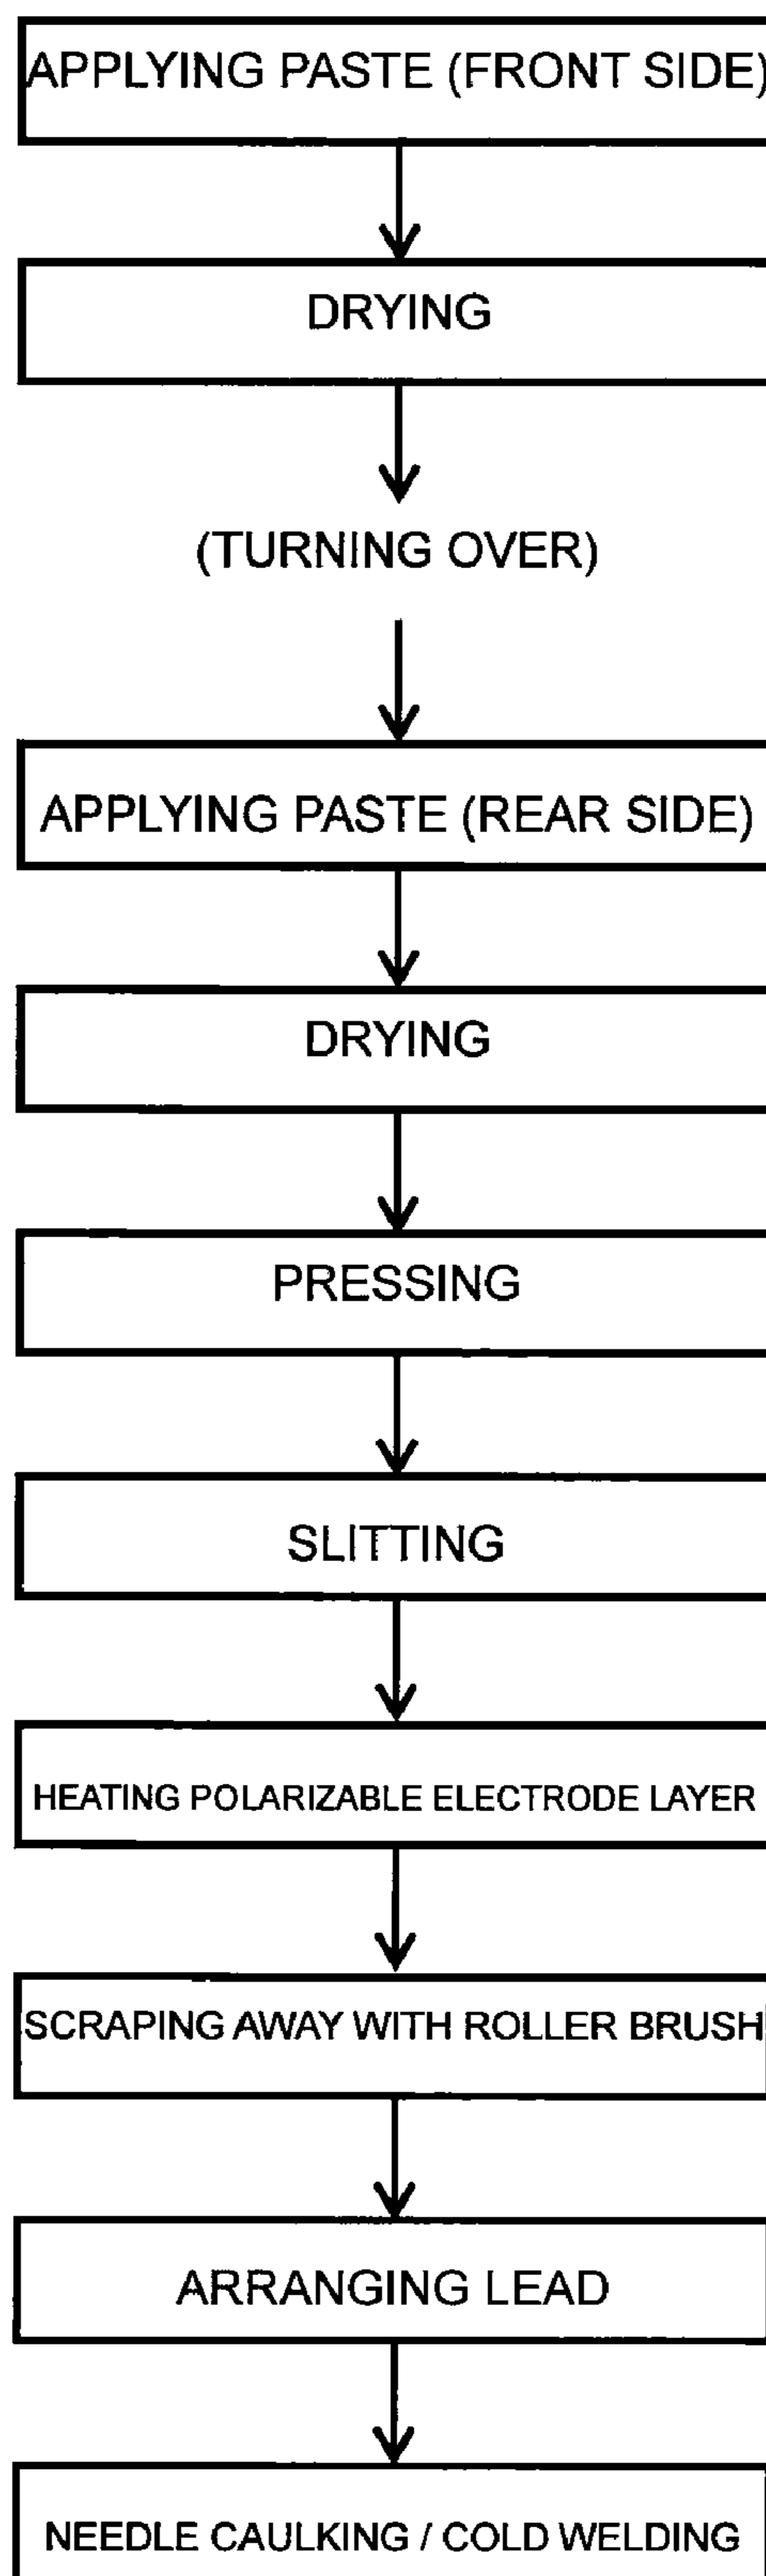 APPLYING PASTE (FRONT SIDE)
DRYING
(TURNING OVER)
APPLYING PASTE (REAR SIDE)
DRYING
PRESSING
SLITTING
HEATING POLARIZABLE ELECTRODE LAYER
SCRAPING AWAY WITH ROLLER BRUSH
ARRANGING LEAD
NEEDLE CAULKING / COLD WELDING